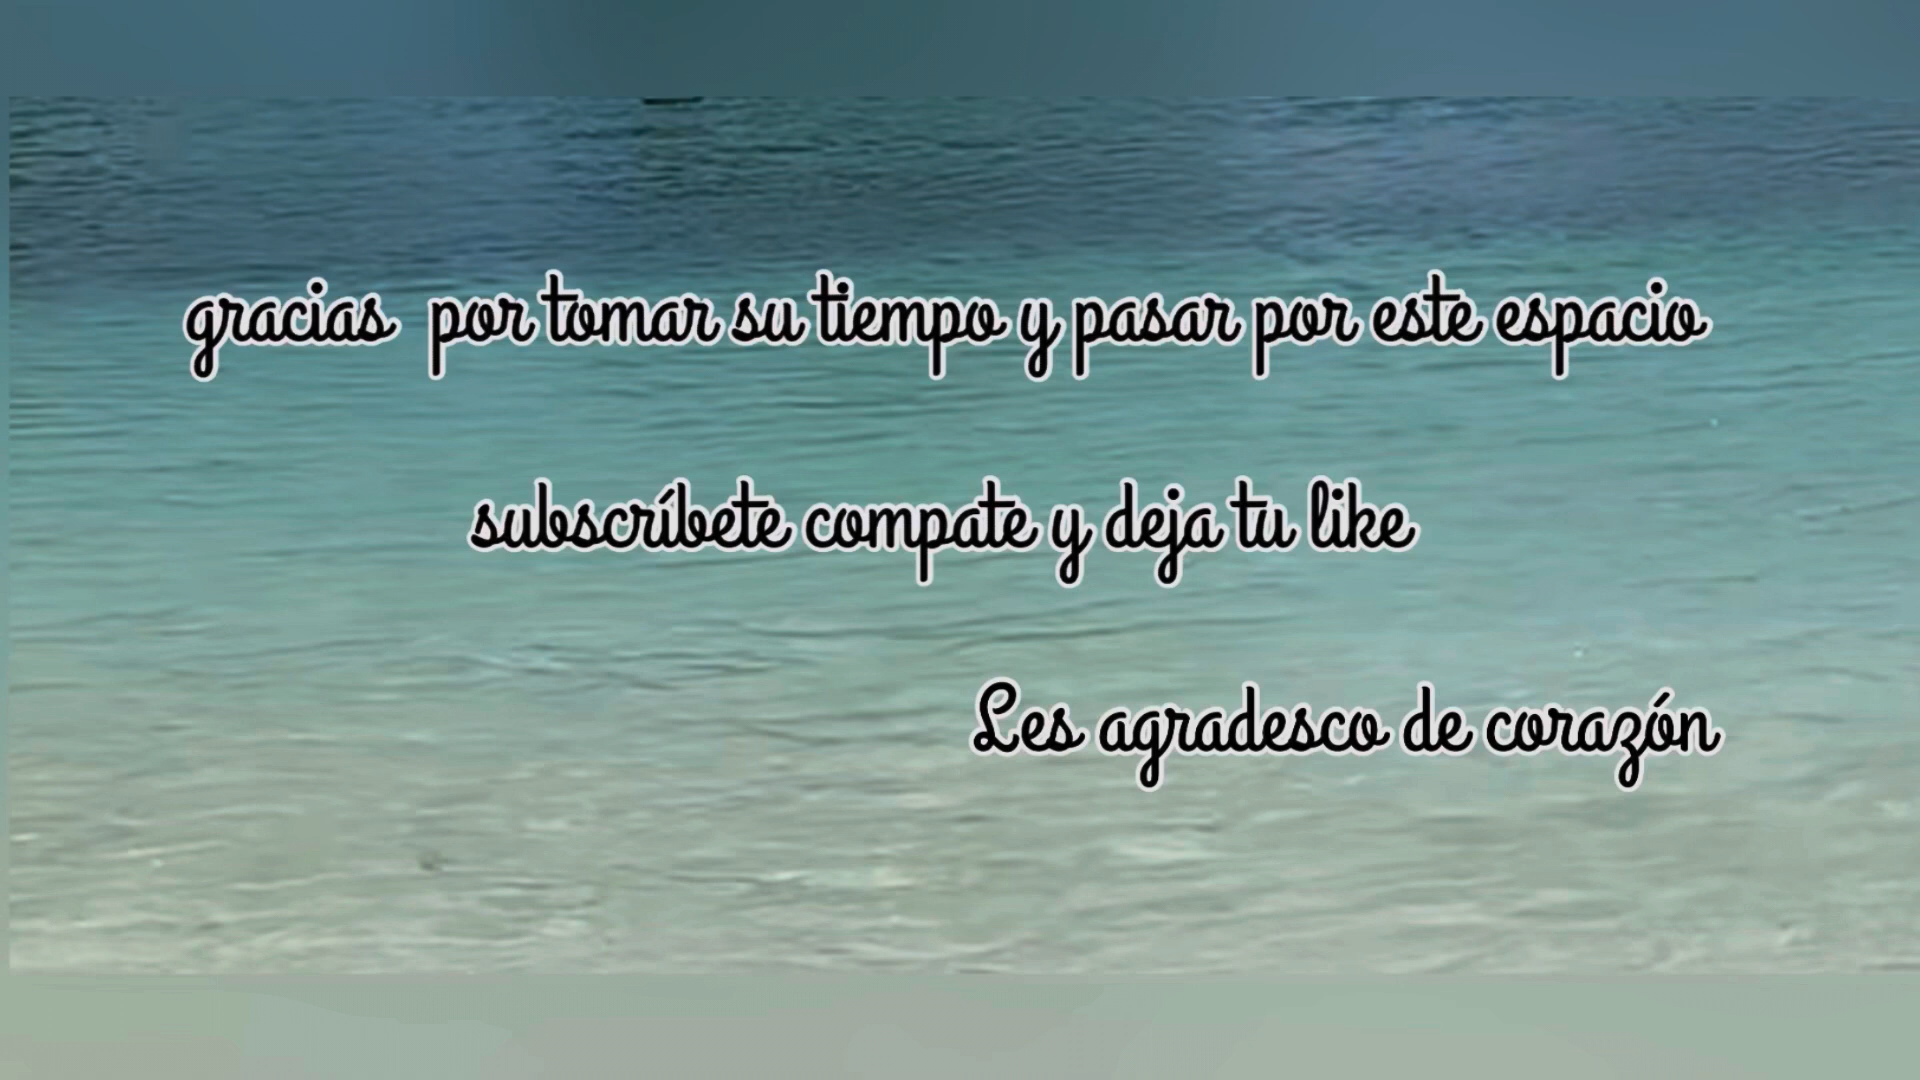 gracias por tomar su tiempo y pasar por este espacio
subscríbete compate y deja tu like
Les agradesco de corazón